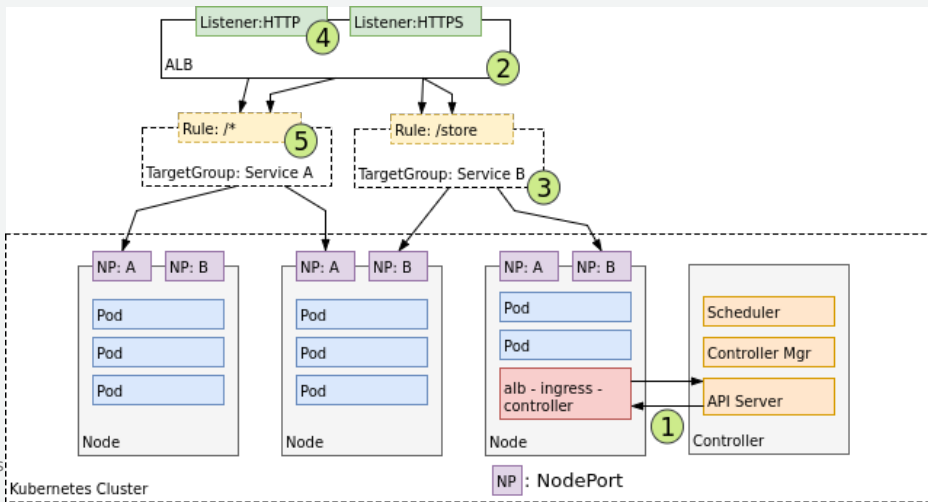 Listener:HTTP
Listener:HTTPS
4
ALB
2
Rule: /*
5
Rule: /store
TargetGroup: Service A
TargetGroup: Service B
3
NP: A
NP: B
NP: A
NP: B
NP: A
NP: B
Pod
Pod
Pod
Node
Pod
Pod
Pod
Node
Pod
Pod
alb - ingress -
controller
Node
Scheduler
Controller Mgr
API Server
1
Controller
s
Kubernetes Cluster
NP : NodePort